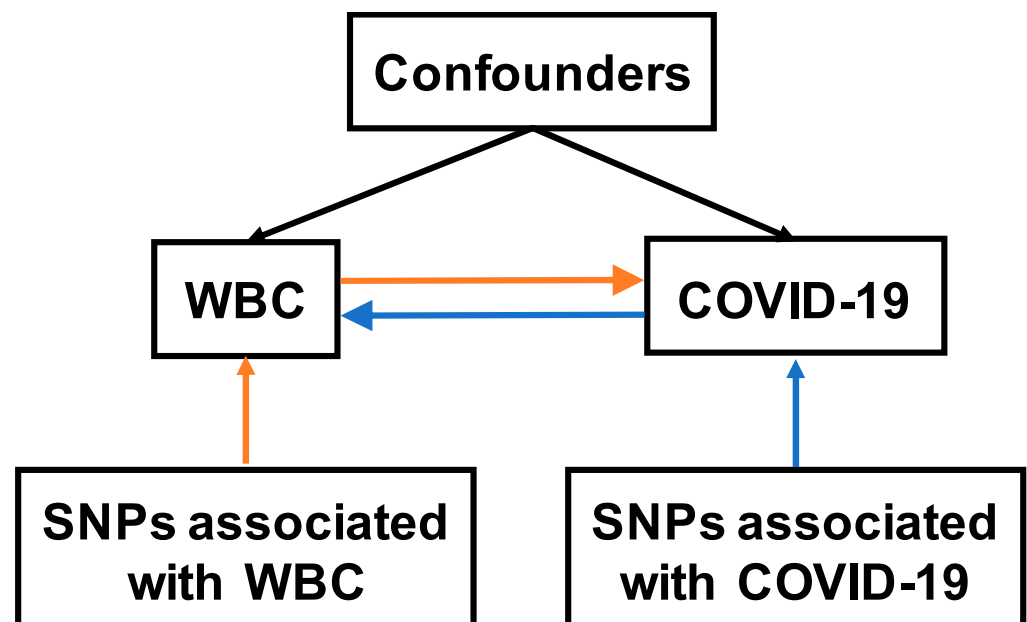 Confounders
WBC
COVID-19
SNPs associated
with WBC
SNPs associated
with COVID-19